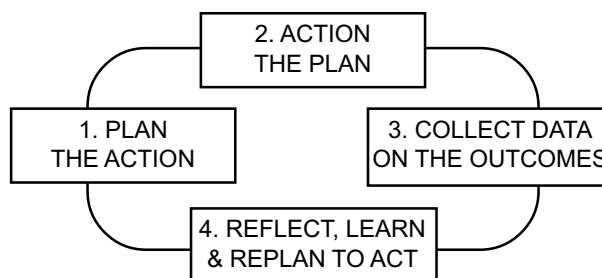 1. PLAN
THE ACTION
2. ACTION
THE PLAN
3. COLLECT DATA
ON THE OUTCOMES
4. REFLECT, LEARN
& REPLAN TO ACT